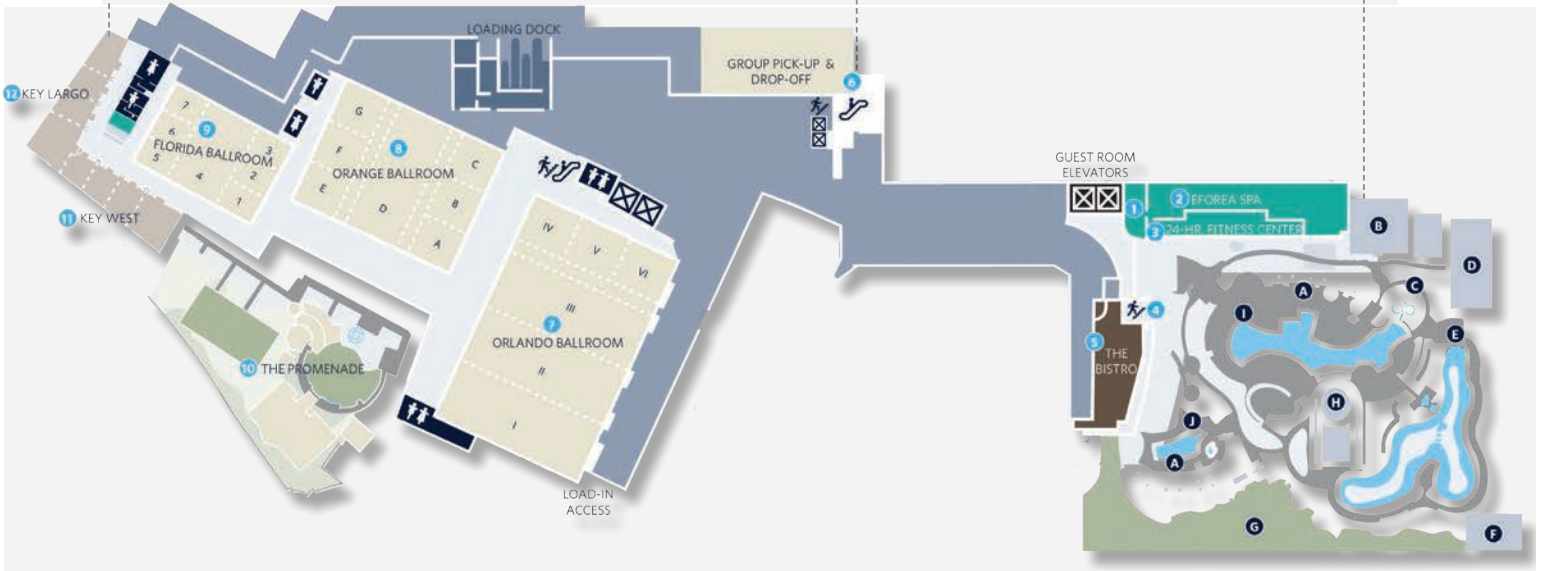 LOADING DOCK
GROUP PICK-UP &
DROP-OFF
6
12 KEY LARGO
7
6
5
9
FLORIDA BALLROOM
3
4
2
1
G
F
8
ORANGE BALLROOM
C
E
D
B
A
11 KEY WEST
IV
V
VI
III
7
ORLANDO BALLROOM
II
I
10 THE PROMENADE
LOAD-IN
ACCESS
GUEST ROOM
ELEVATORS
1
2 EFOREA SPA
3 24-HR. FITNESS CENTER
4
5
THE
BISTRO
B
D
C
A
I
E
H
J
A
G
F